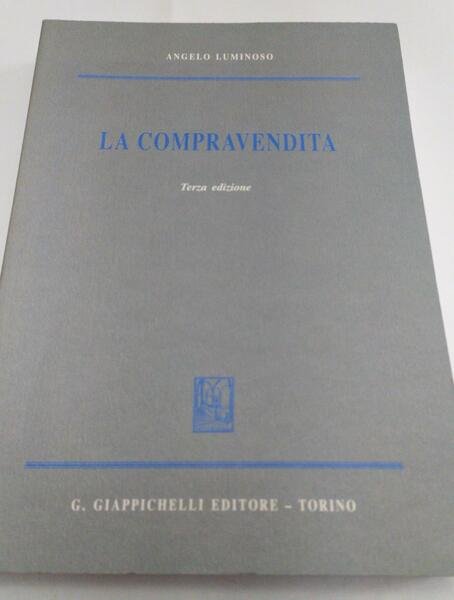 ANGELO LUMINOSO
LA COMPRAVENDITA
Terza edizione
G. GIAPPICHELLI EDITORE – TORINO